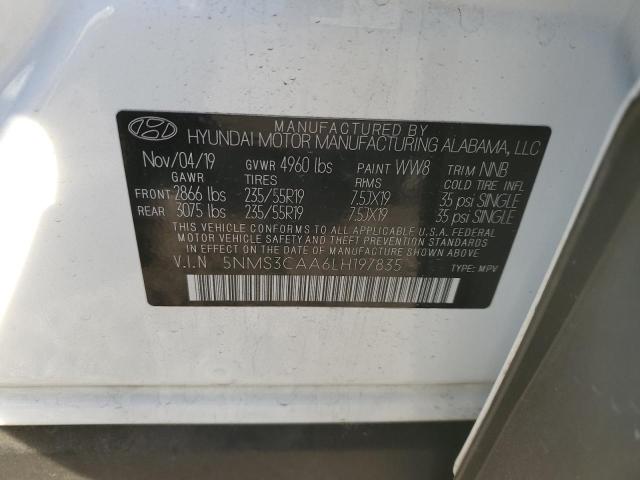 MANUFACTURED BY
HYUNDAI MOTOR MANUFACTURING ALABAMA, LLC
Nov/04/19 GVWR 4960 lbs PAINT WW8 TRIM NNB
GAWR TIRES RMS COLD TIRE INFL
FRONT 2866 lbs 235/55R19 7.5JX19 35 psi SINGLE
REAR 3075 lbs 235/55R19 7.5JX19 35 psi SINGLE
THIS VEHICLE CONFORMS TO ALL APPLICABLE U.S.A. FEDERAL
MOTOR VEHICLE SAFETY AND THEFT PREVENTION STANDARDS
IN EFFECT ON THE DATE OF MANUFACTURE SHOWN ABOVE.
V.I.N 5NMS3CAA6LH197835 TYPE: MPV